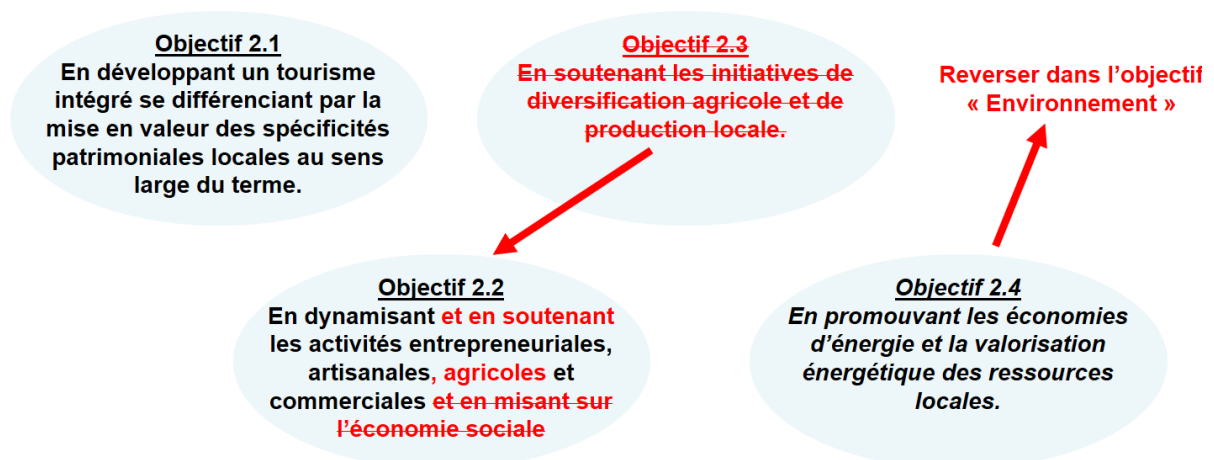 Objectif 2.1
En développant un tourisme
intégré se différenciant par la
mise en valeur des spécificités
patrimoniales locales au sens
large du terme.
Objectif 2.3
En soutenant les initiatives de
diversification agricole et de
production locale.
Reverser dans l’objectif
« Environnement »
Objectif 2.2
En dynamisant et en soutenant
les activités entrepreneuriales,
artisanales, agricoles et
commerciales et en misant sur
l’économie sociale
Objectif 2.4
En promouvant les économies
d’énergie et la valorisation
énergétique des ressources
locales.